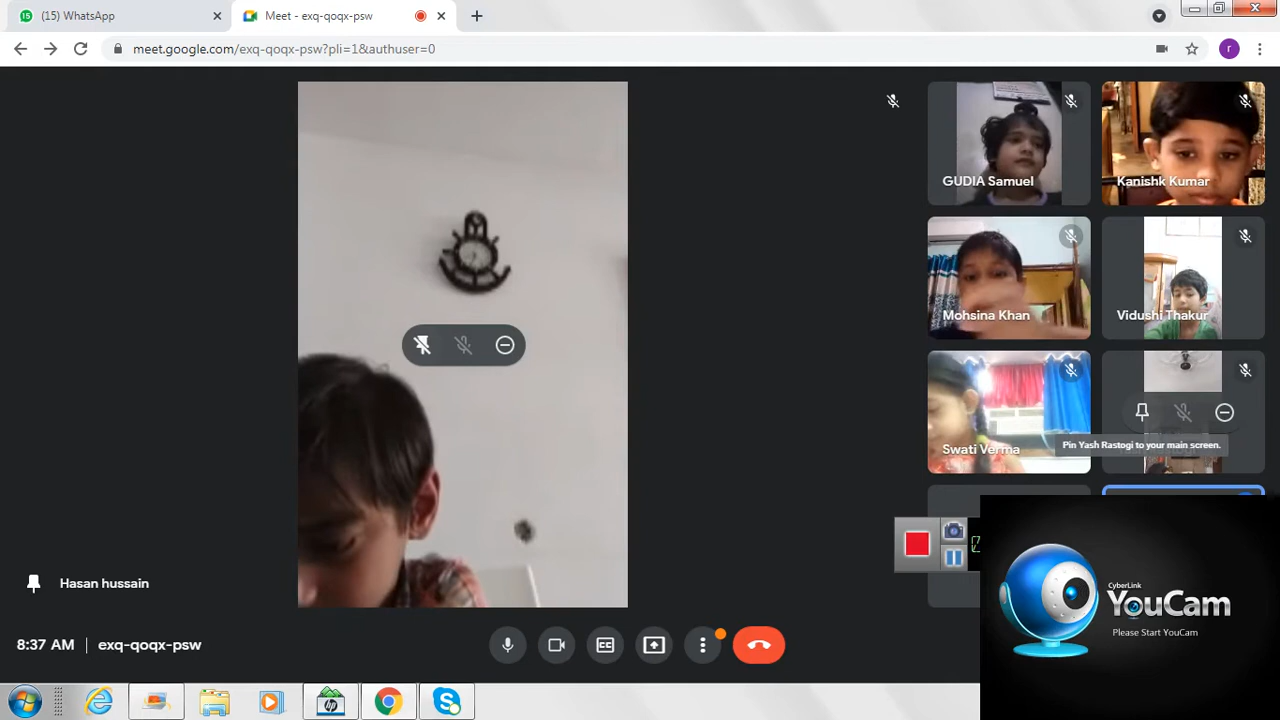 (15) WhatsApp
Meet - exq-qoqx-psw
meet.google.com/exq-qoqx-psw?pli=1&authuser=0
r
GUDIA Samuel
Kanishk Kumar
Mohsina Khan
Vidushi Thakur
Swati Verma
Pin Yash Rastogi to your main screen.
Hasan hussain
8:37 AM
exq-qoqx-psw
CyberLink
YouCam
Please Start YouCam
hp